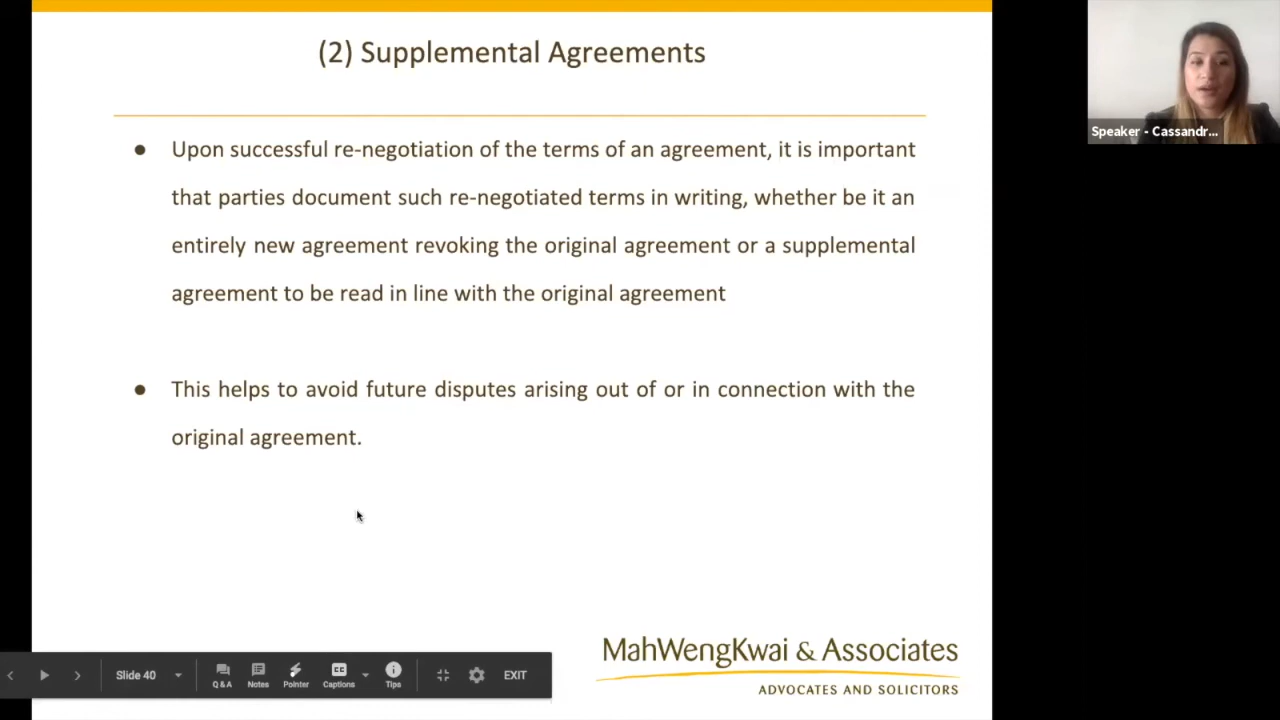 (2) Supplemental Agreements
Speaker - Cassandr...
● Upon successful re-negotiation of the terms of an agreement, it is important
that parties document such re-negotiated terms in writing, whether be it an
entirely new agreement revoking the original agreement or a supplemental
agreement to be read in line with the original agreement
● This helps to avoid future disputes arising out of or in connection with the
original agreement.
MahWengKwai & Associates
ADVOCATES AND SOLICITORS
Slide 40
Q & A
Notes
Pointer
Captions
Tips
EXIT